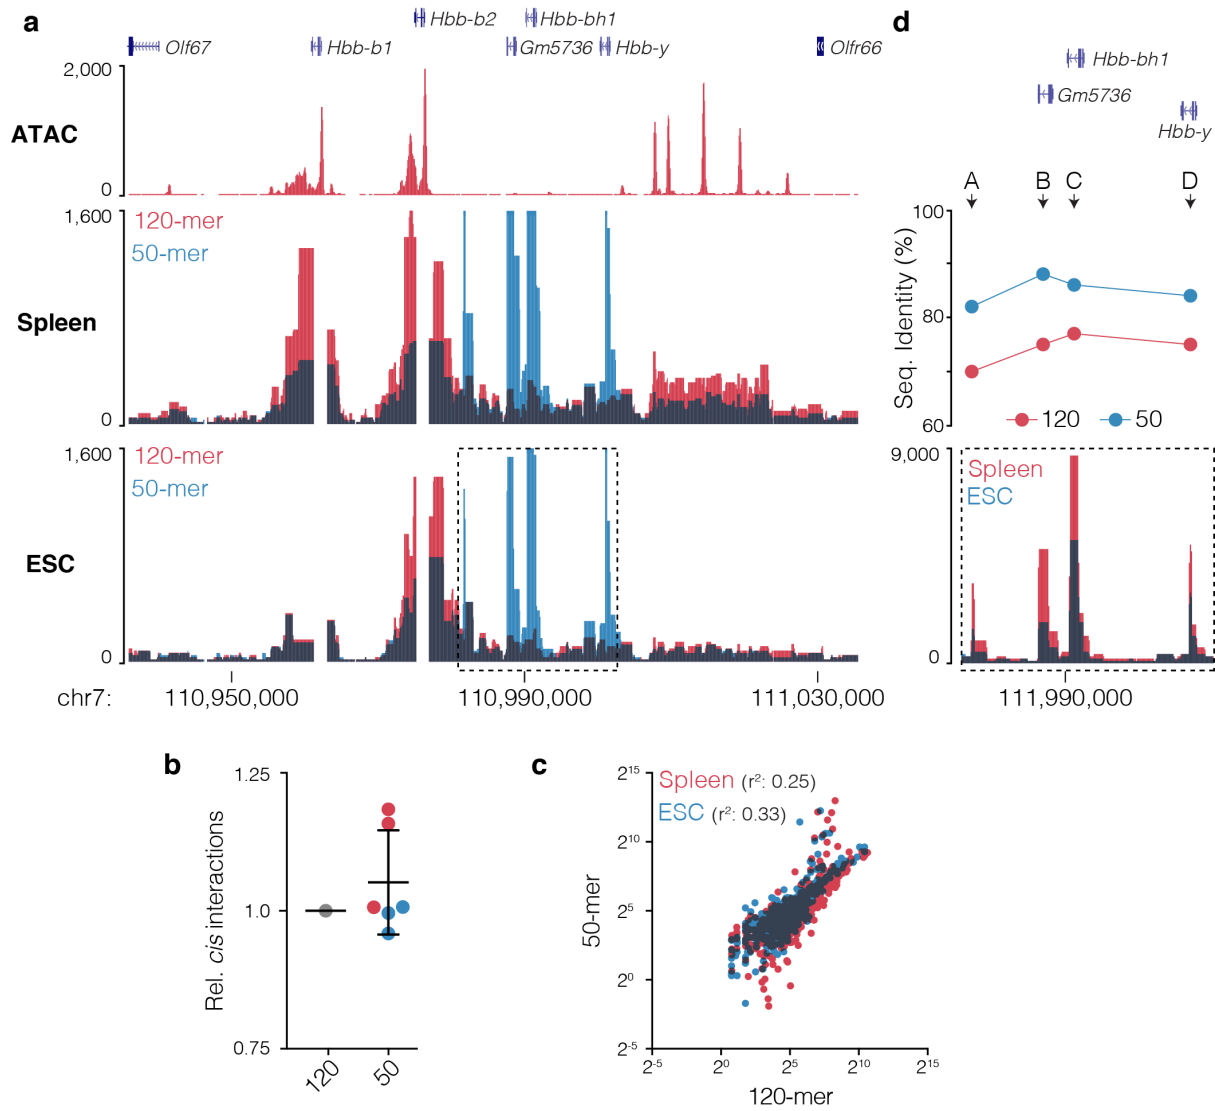 a
Hbb-b2
Hbb-bh1
Olf67
Hbb-b1
Gm5736
Hbb-y
Olfr66
ATAC
2,000
0
Spleen
1,600
0
120-mer
50-mer
ESC
1,600
0
120-mer
50-mer
chr7:
110,950,000
110,990,000
111,030,000
d
Hbb-bh1
Gm5736
Hbb-y
A
B
C
D
Seq. Identity (%)
100
80
60
120
50
9,000
0
Spleen
ESC
111,990,000
b
Rel. cis interactions
1.25
1.0
0.75
120
50
c
Spleen (r²: 0.25)
ESC (r²: 0.33)
50-mer
2¹⁵
2¹⁰
2⁵
2⁰
2⁻⁵
2⁻⁵
2⁰
2⁵
2¹⁰
2¹⁵
120-mer